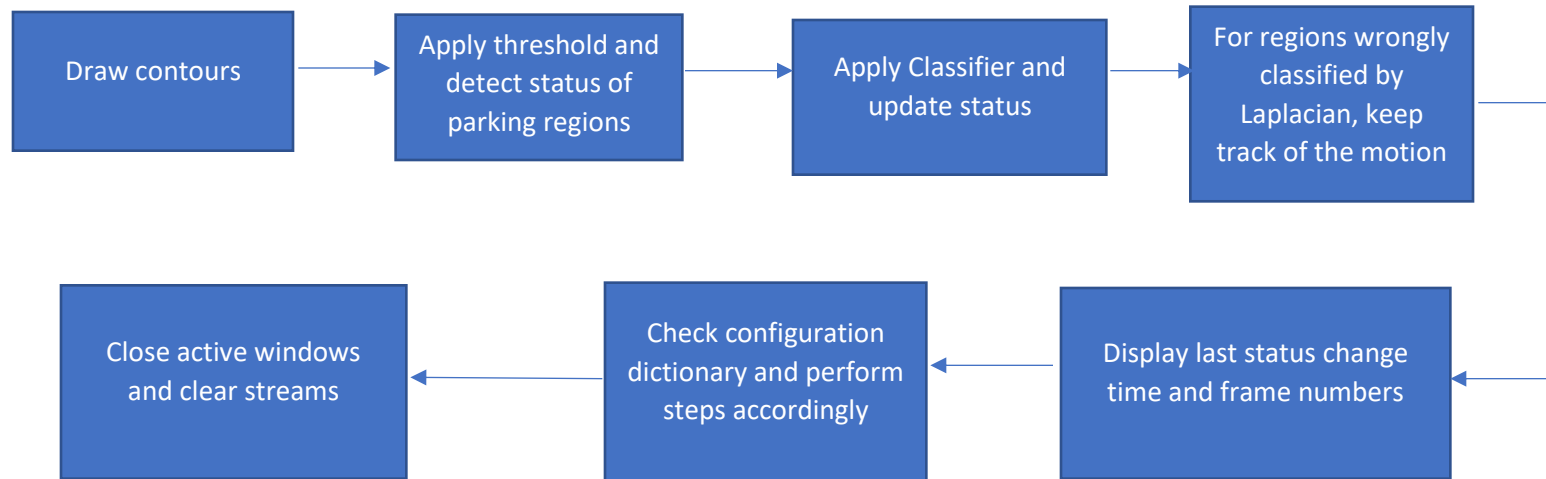 Draw contours
Apply threshold and
detect status of
parking regions
Apply Classifier and
update status
For regions wrongly
classified by
Laplacian, keep
track of the motion
Display last status change
time and frame numbers
Check configuration
dictionary and perform
steps accordingly
Close active windows
and clear streams